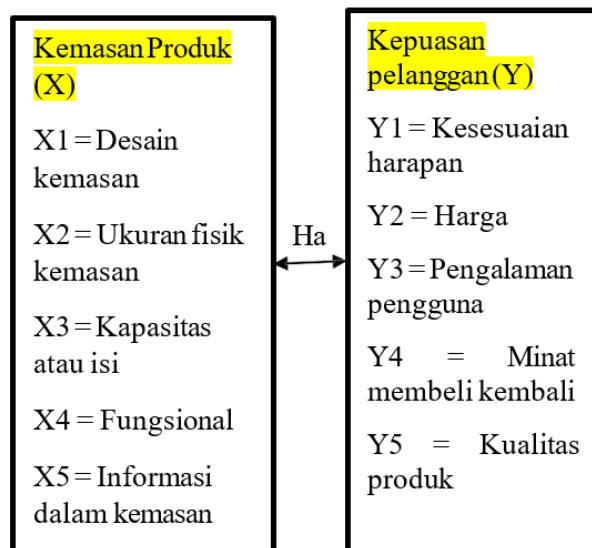 Kemasan Produk
(X)
X1 = Desain
kemasan
X2 = Ukuran fisik
kemasan
X3 = Kapasitas
atau isi
X4 = Fungsional
X5 = Informasi
dalam kemasan
Ha
Kepuasan
pelanggan (Y)
Y1 = Kesesuaian
harapan
Y2 = Harga
Y3 = Pengalaman
pengguna
Y4 = Minat
membeli kembali
Y5 = Kualitas
produk